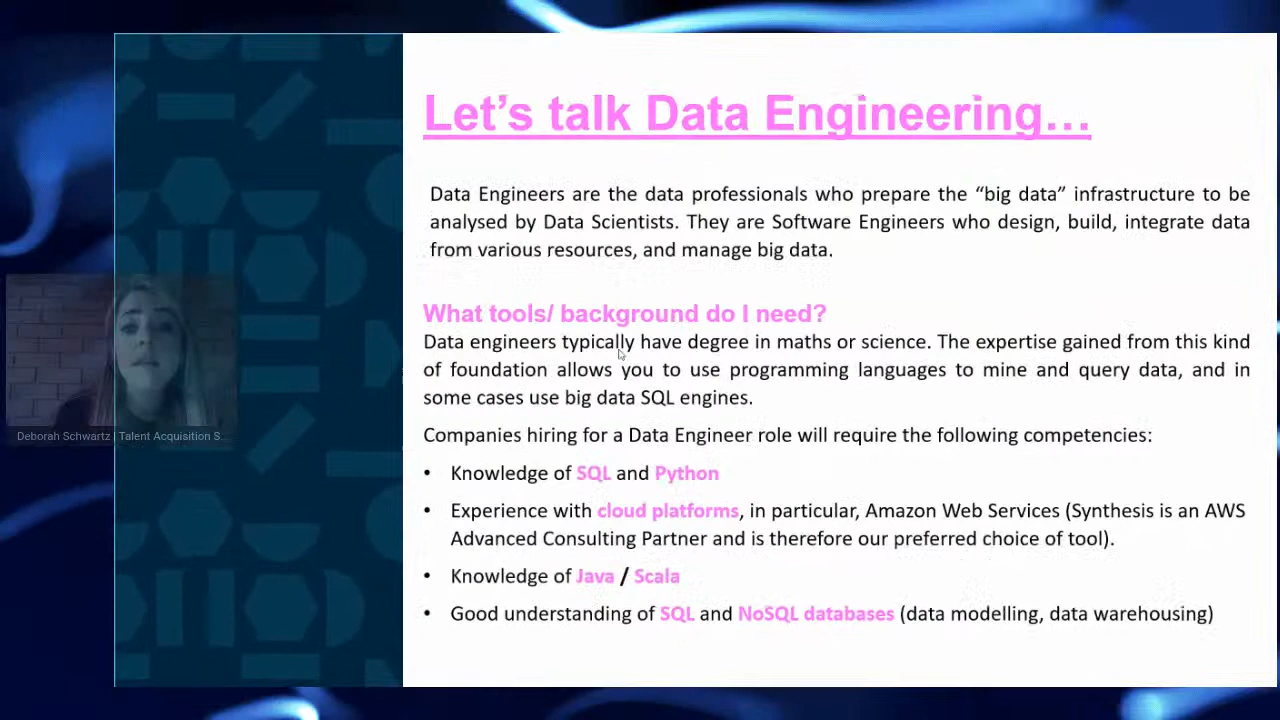 Let's talk Data Engineering...
Data Engineers are the data professionals who prepare the “big data” infrastructure to be
analysed by Data Scientists. They are Software Engineers who design, build, integrate data
from various resources, and manage big data.
What tools/ background do I need?
Data engineers typically have degree in maths or science. The expertise gained from this kind
of foundation allows you to use programming languages to mine and query data, and in
some cases use big data SQL engines.
Deborah Schwartz | Talent Acquisition S...
Companies hiring for a Data Engineer role will require the following competencies:
• Knowledge of SQL and Python
• Experience with cloud platforms, in particular, Amazon Web Services (Synthesis is an AWS
Advanced Consulting Partner and is therefore our preferred choice of tool).
• Knowledge of Java / Scala
• Good understanding of SQL and NoSQL databases (data modelling, data warehousing)